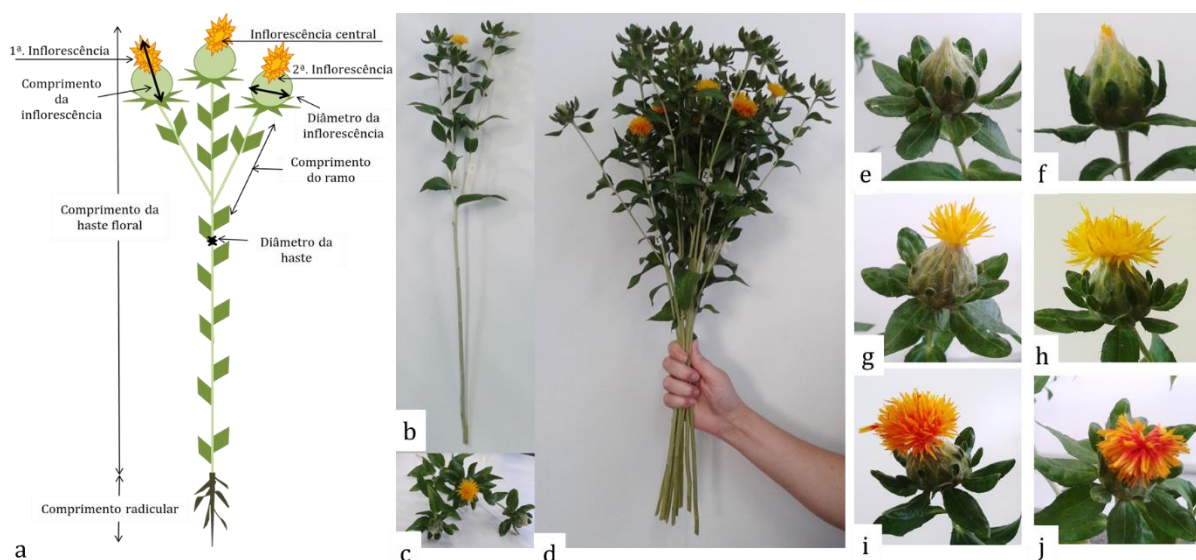 Inflorescência central
1ª. Inflorescência
2ª. Inflorescência
Comprimento
da
inflorescência
Diâmetro da
inflorescência
Comprimento
do ramo
Comprimento da
haste floral
Diâmetro da
haste
Comprimento radicular
a
b
c
d
e
f
g
h
i
j